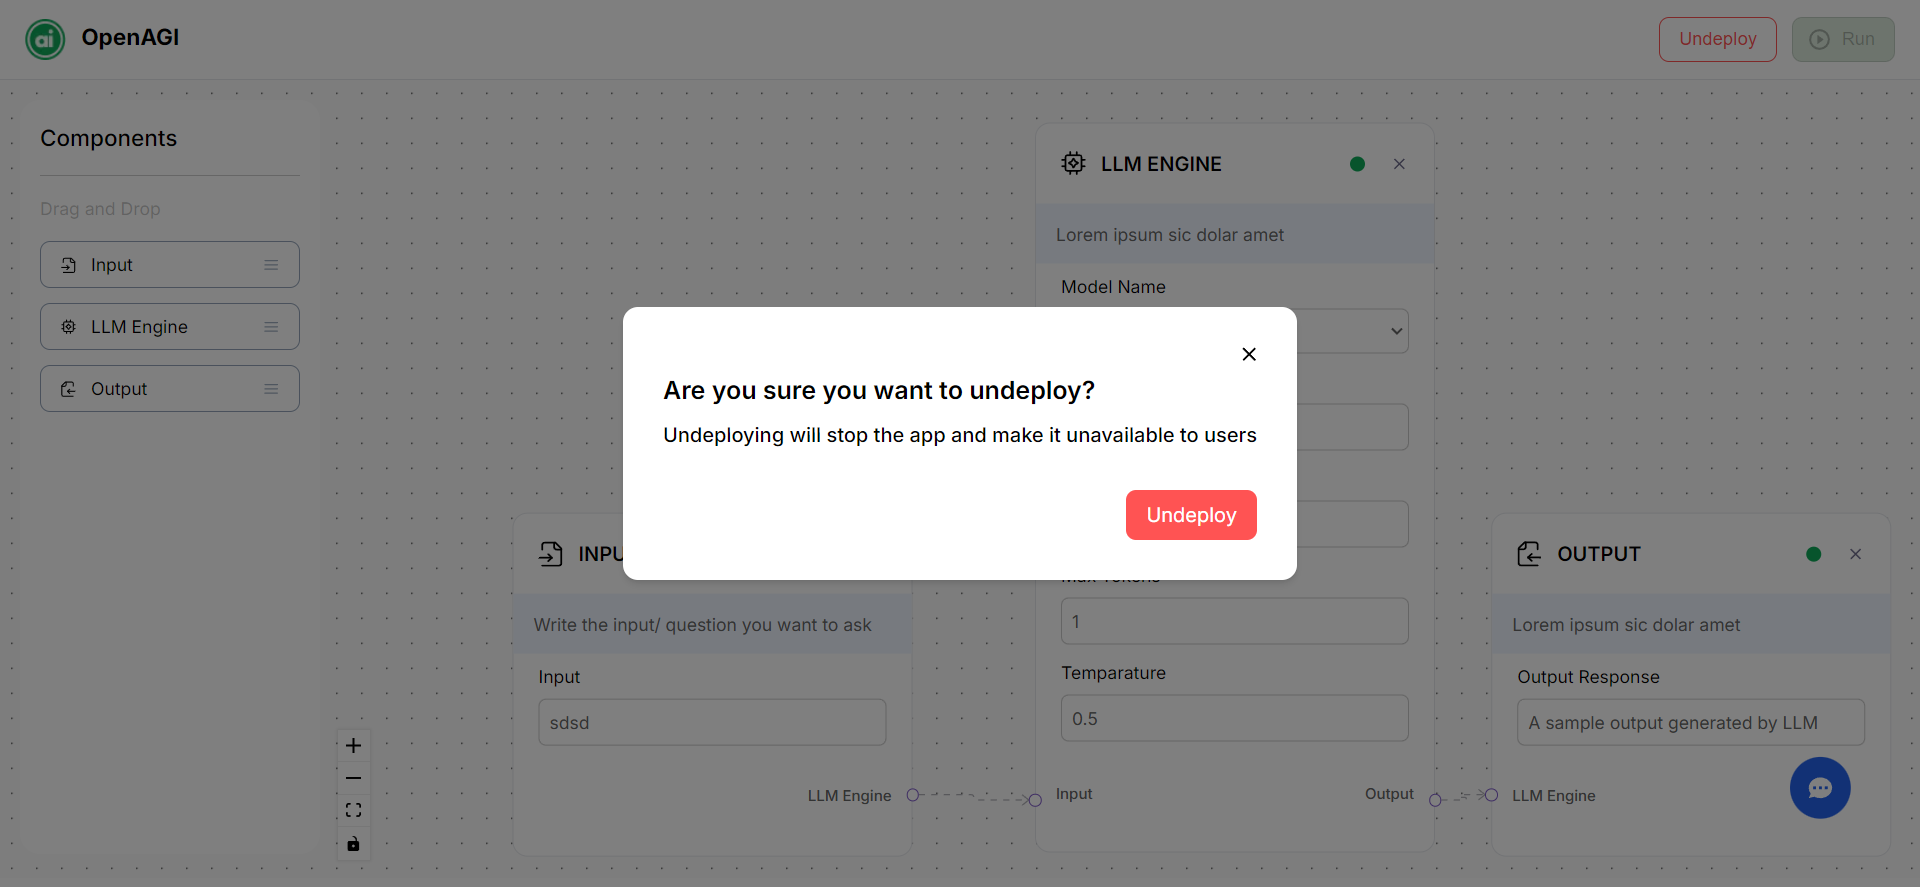 ai
OpenAGI
Undeploy
Run
Components
Drag and Drop
Input
LLM Engine
Output
LLM ENGINE
Lorem ipsum sic dolar amet
Model Name
Are you sure you want to undeploy?
Undeploying will stop the app and make it unavailable to users
Undeploy
Max Tokens
1
Temparature
0.5
Input
Output
INPU
Write the input/ question you want to ask
Input
sdsd
LLM Engine
OUTPUT
Lorem ipsum sic dolar amet
Output Response
A sample output generated by LLM
LLM Engine